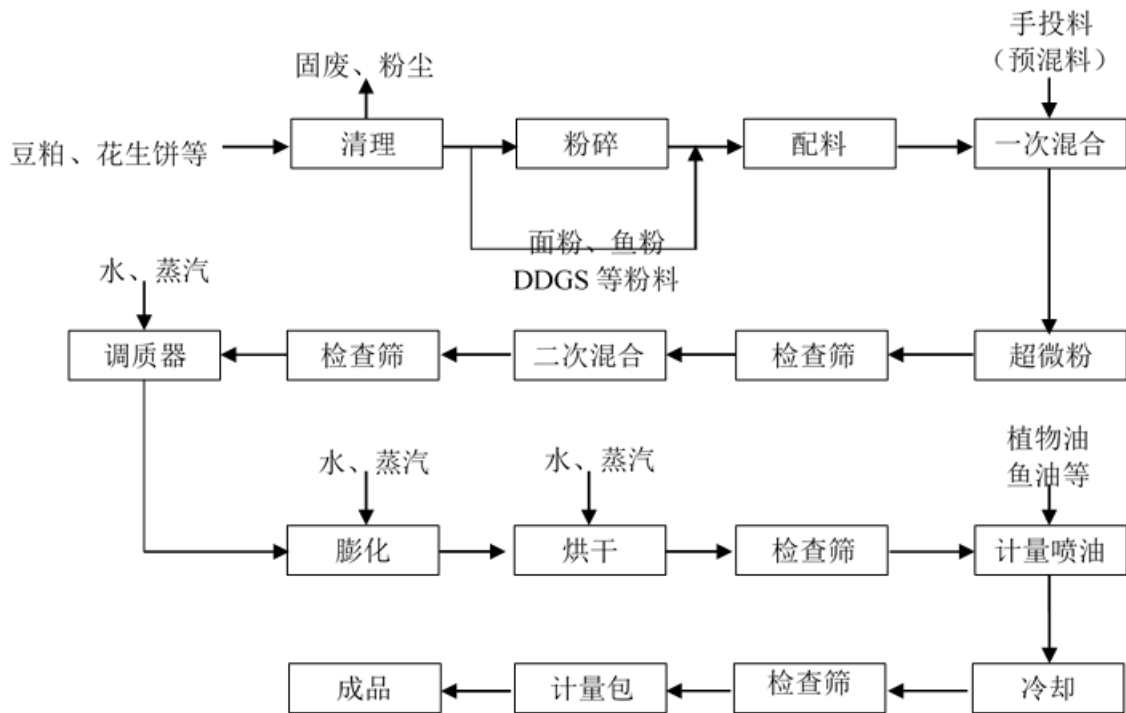 手投料
（预混料）
固废、粉尘
豆粕、花生饼等
清理
粉碎
配料
一次混合
面粉、鱼粉
DDGS 等粉料
水、蒸汽
调质器
检查筛
二次混合
检查筛
超微粉
水、蒸汽
水、蒸汽
植物油
鱼油等
膨化
烘干
检查筛
计量喷油
成品
计量包
检查筛
冷却